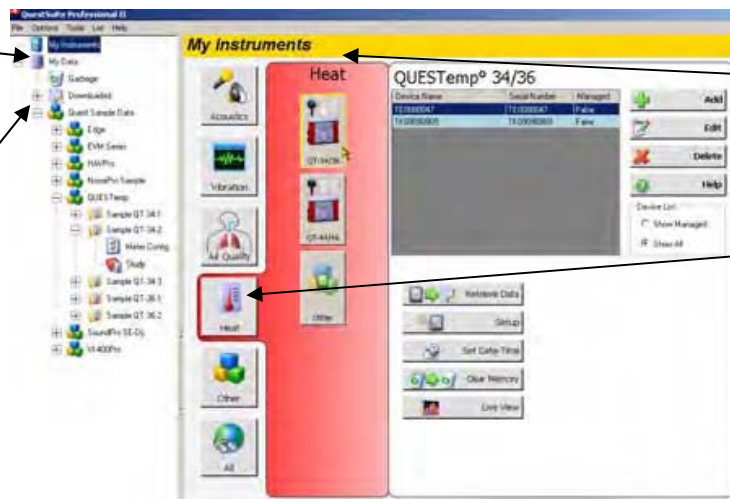 QuestSuite Professional II
File Options Tools List Help
My Instruments
My Data
Garbage
Downloaded
Quest Sample Data
Edge
EVM Series
HAVPro
NoisePro Sample
QUESTemp
Sample QT-34-1
Sample QT-34-2
Meter Config
Study
Sample QT-34-3
Sample QT-36-1
Sample QT-36-2
SoundPro SE-DL
VI-400Pro
My Instruments
Acoustics
Vibration
Air Quality
Heat
Other
All
Heat
QT-34/36
QT-44/46
Other
QUESTempº 34/36
Device Name Serial Number Managed
False
False
Add
Edit
Delete
Help
Device List
Show Managed
Show All
Retrieve Data
Setup
Set Date-Time
Clear Memory
Live View